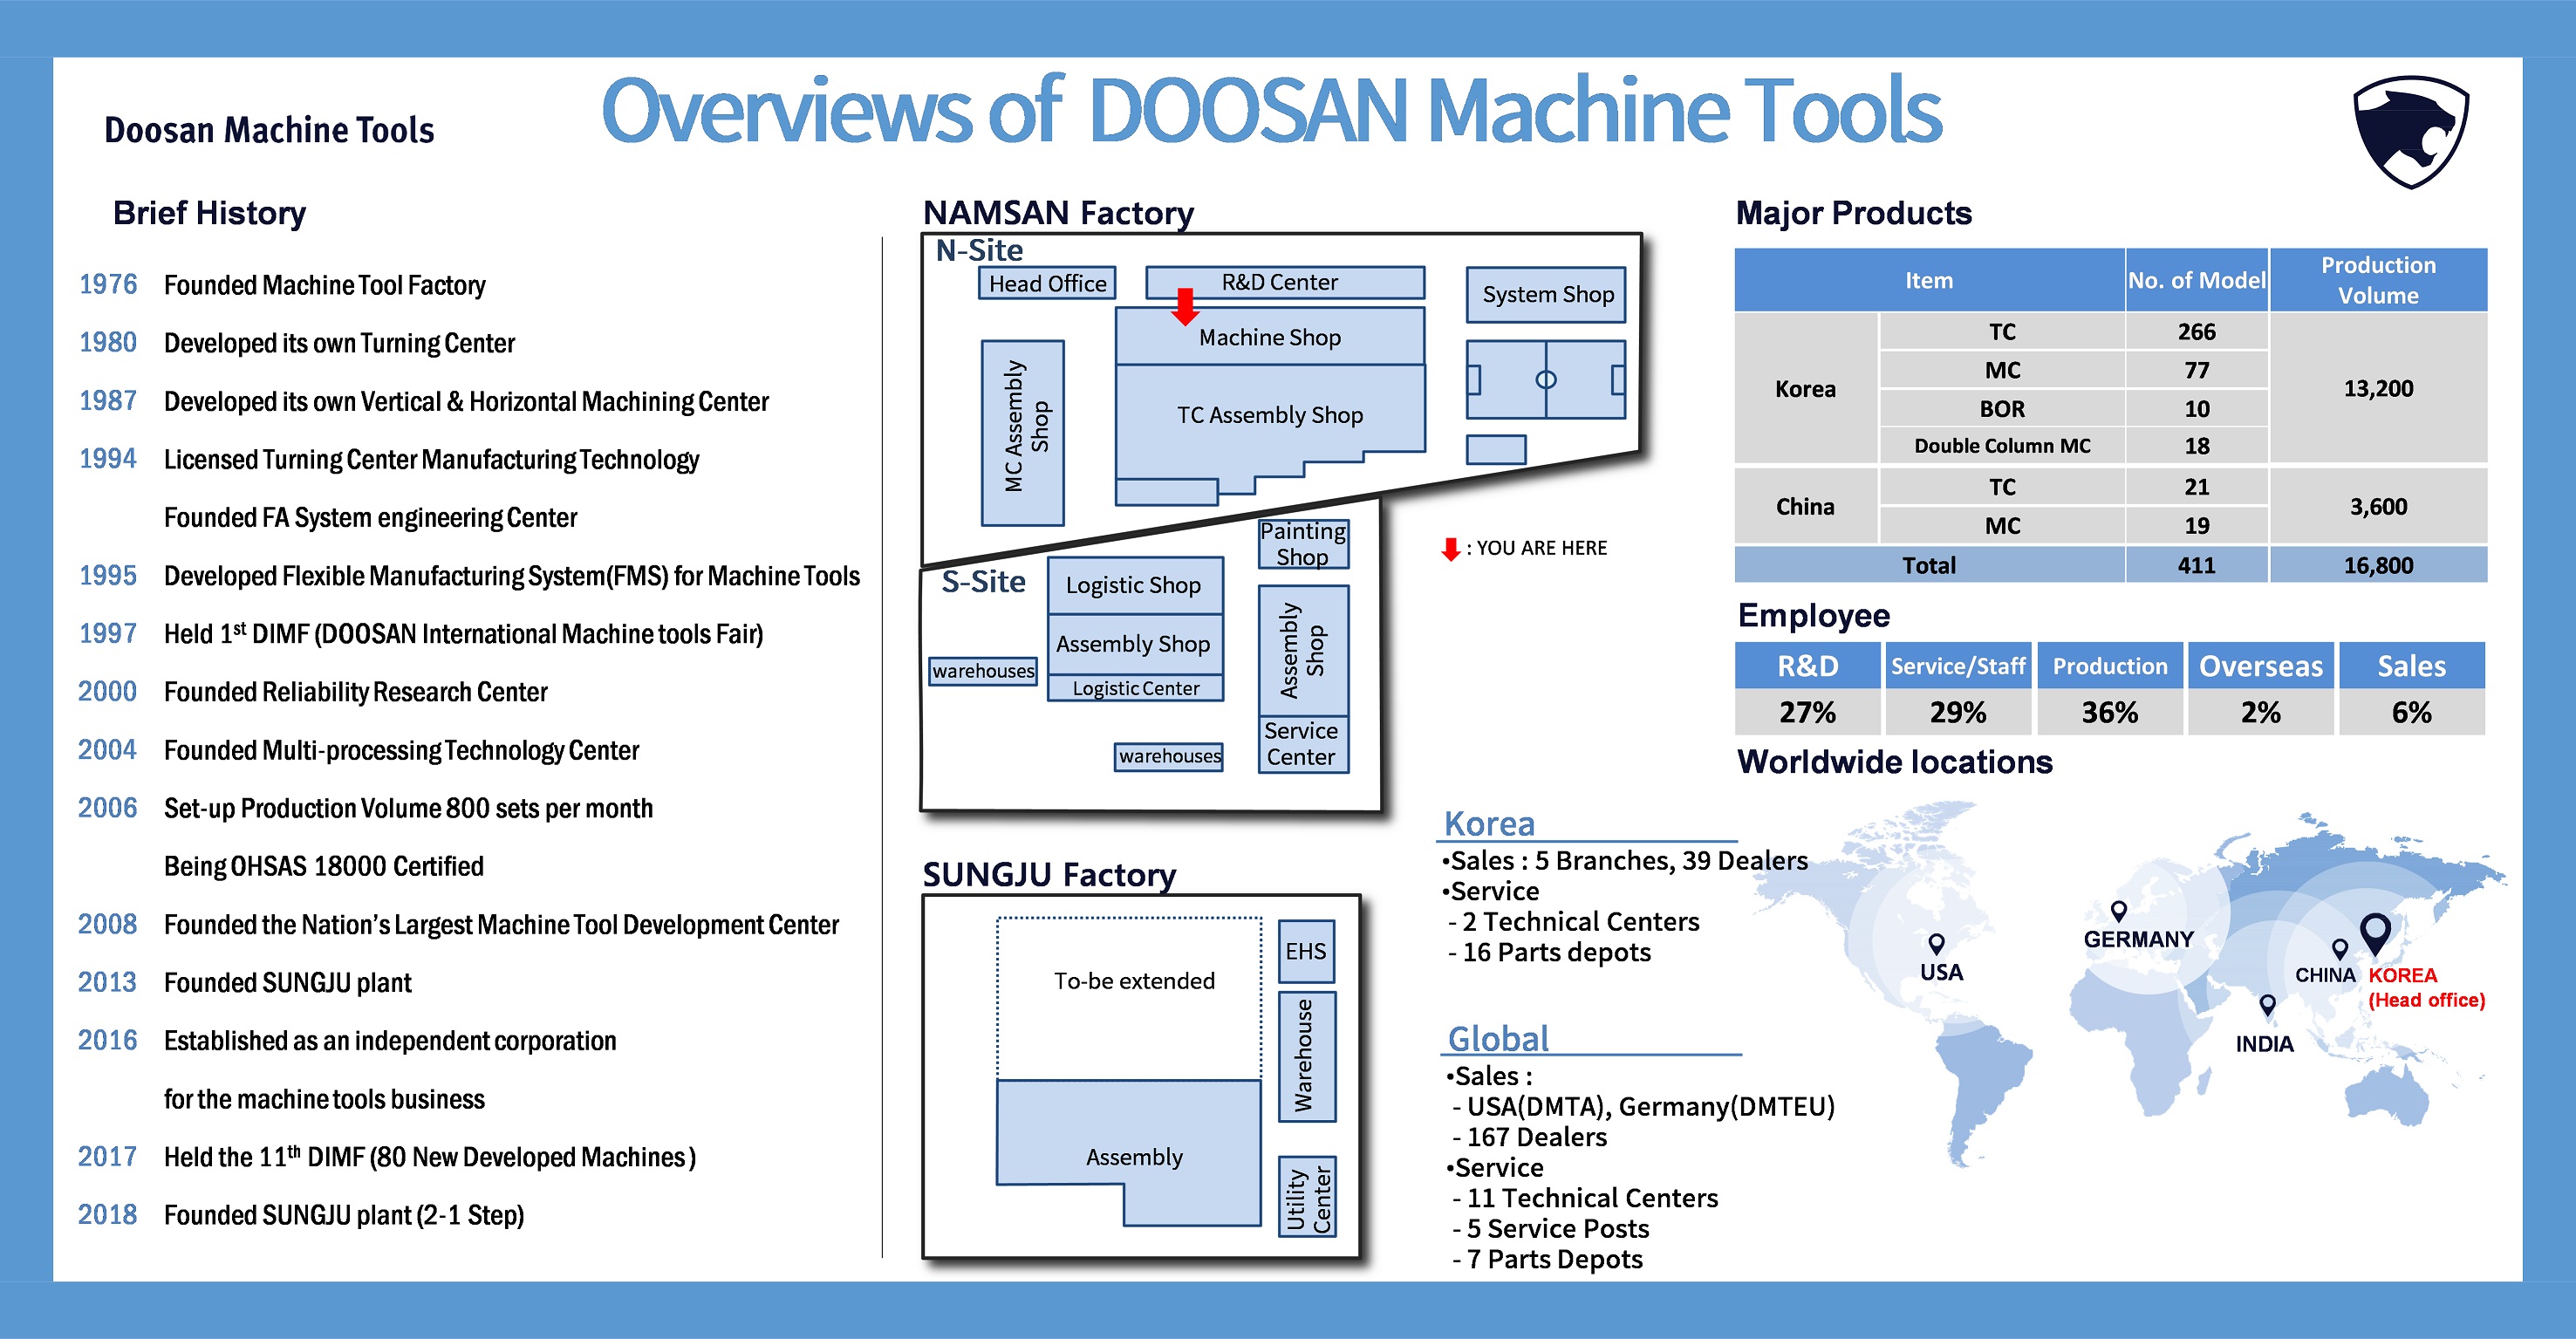 Doosan Machine Tools
Overviews of DOOSAN Machine Tools
Brief History
1976 Founded Machine Tool Factory
1980 Developed its own Turning Center
1987 Developed its own Vertical & Horizontal Machining Center
1994 Licensed Turning Center Manufacturing Technology
Founded FA System engineering Center
1995 Developed Flexible Manufacturing System(FMS) for Machine Tools
1997 Held 1st DIMF (DOOSAN International Machine tools Fair)
2000 Founded Reliability Research Center
2004 Founded Multi-processing Technology Center
2006 Set-up Production Volume 800 sets per month
Being OHSAS 18000 Certified
2008 Founded the Nation's Largest Machine Tool Development Center
2013 Founded SUNGJU plant
2016 Established as an independent corporation
for the machine tools business
2017 Held the 11th DIMF (80 New Developed Machines)
2018 Founded SUNGJU plant (2-1 Step)
NAMSAN Factory
N-Site
Head Office
R&D Center
System Shop
Machine Shop
MC Assembly
Shop
TC Assembly Shop
Painting
Shop
: YOU ARE HERE
S-Site
Logistic Shop
Assembly Shop
warehouses
Logistic Center
Assembly
Shop
Service
Center
warehouses
SUNGJU Factory
To-be extended
EHS
Warehouse
Assembly
Utility
Center
Major Products
Item No. of Model Production
Volume
Korea TC 266 13,200
MC 77
BOR 10
Double Column MC 18
China TC 21 3,600
MC 19
Total 411 16,800
Employee
R&D Service/Staff Production Overseas Sales
27% 29% 36% 2% 6%
Worldwide locations
Korea
•Sales : 5 Branches, 39 Dealers
•Service
- 2 Technical Centers
- 16 Parts depots
Global
•Sales :
- USA(DMTA), Germany(DMTEU)
- 167 Dealers
•Service
- 11 Technical Centers
- 5 Service Posts
- 7 Parts Depots
USA
GERMANY
CHINA
KOREA
(Head office)
INDIA